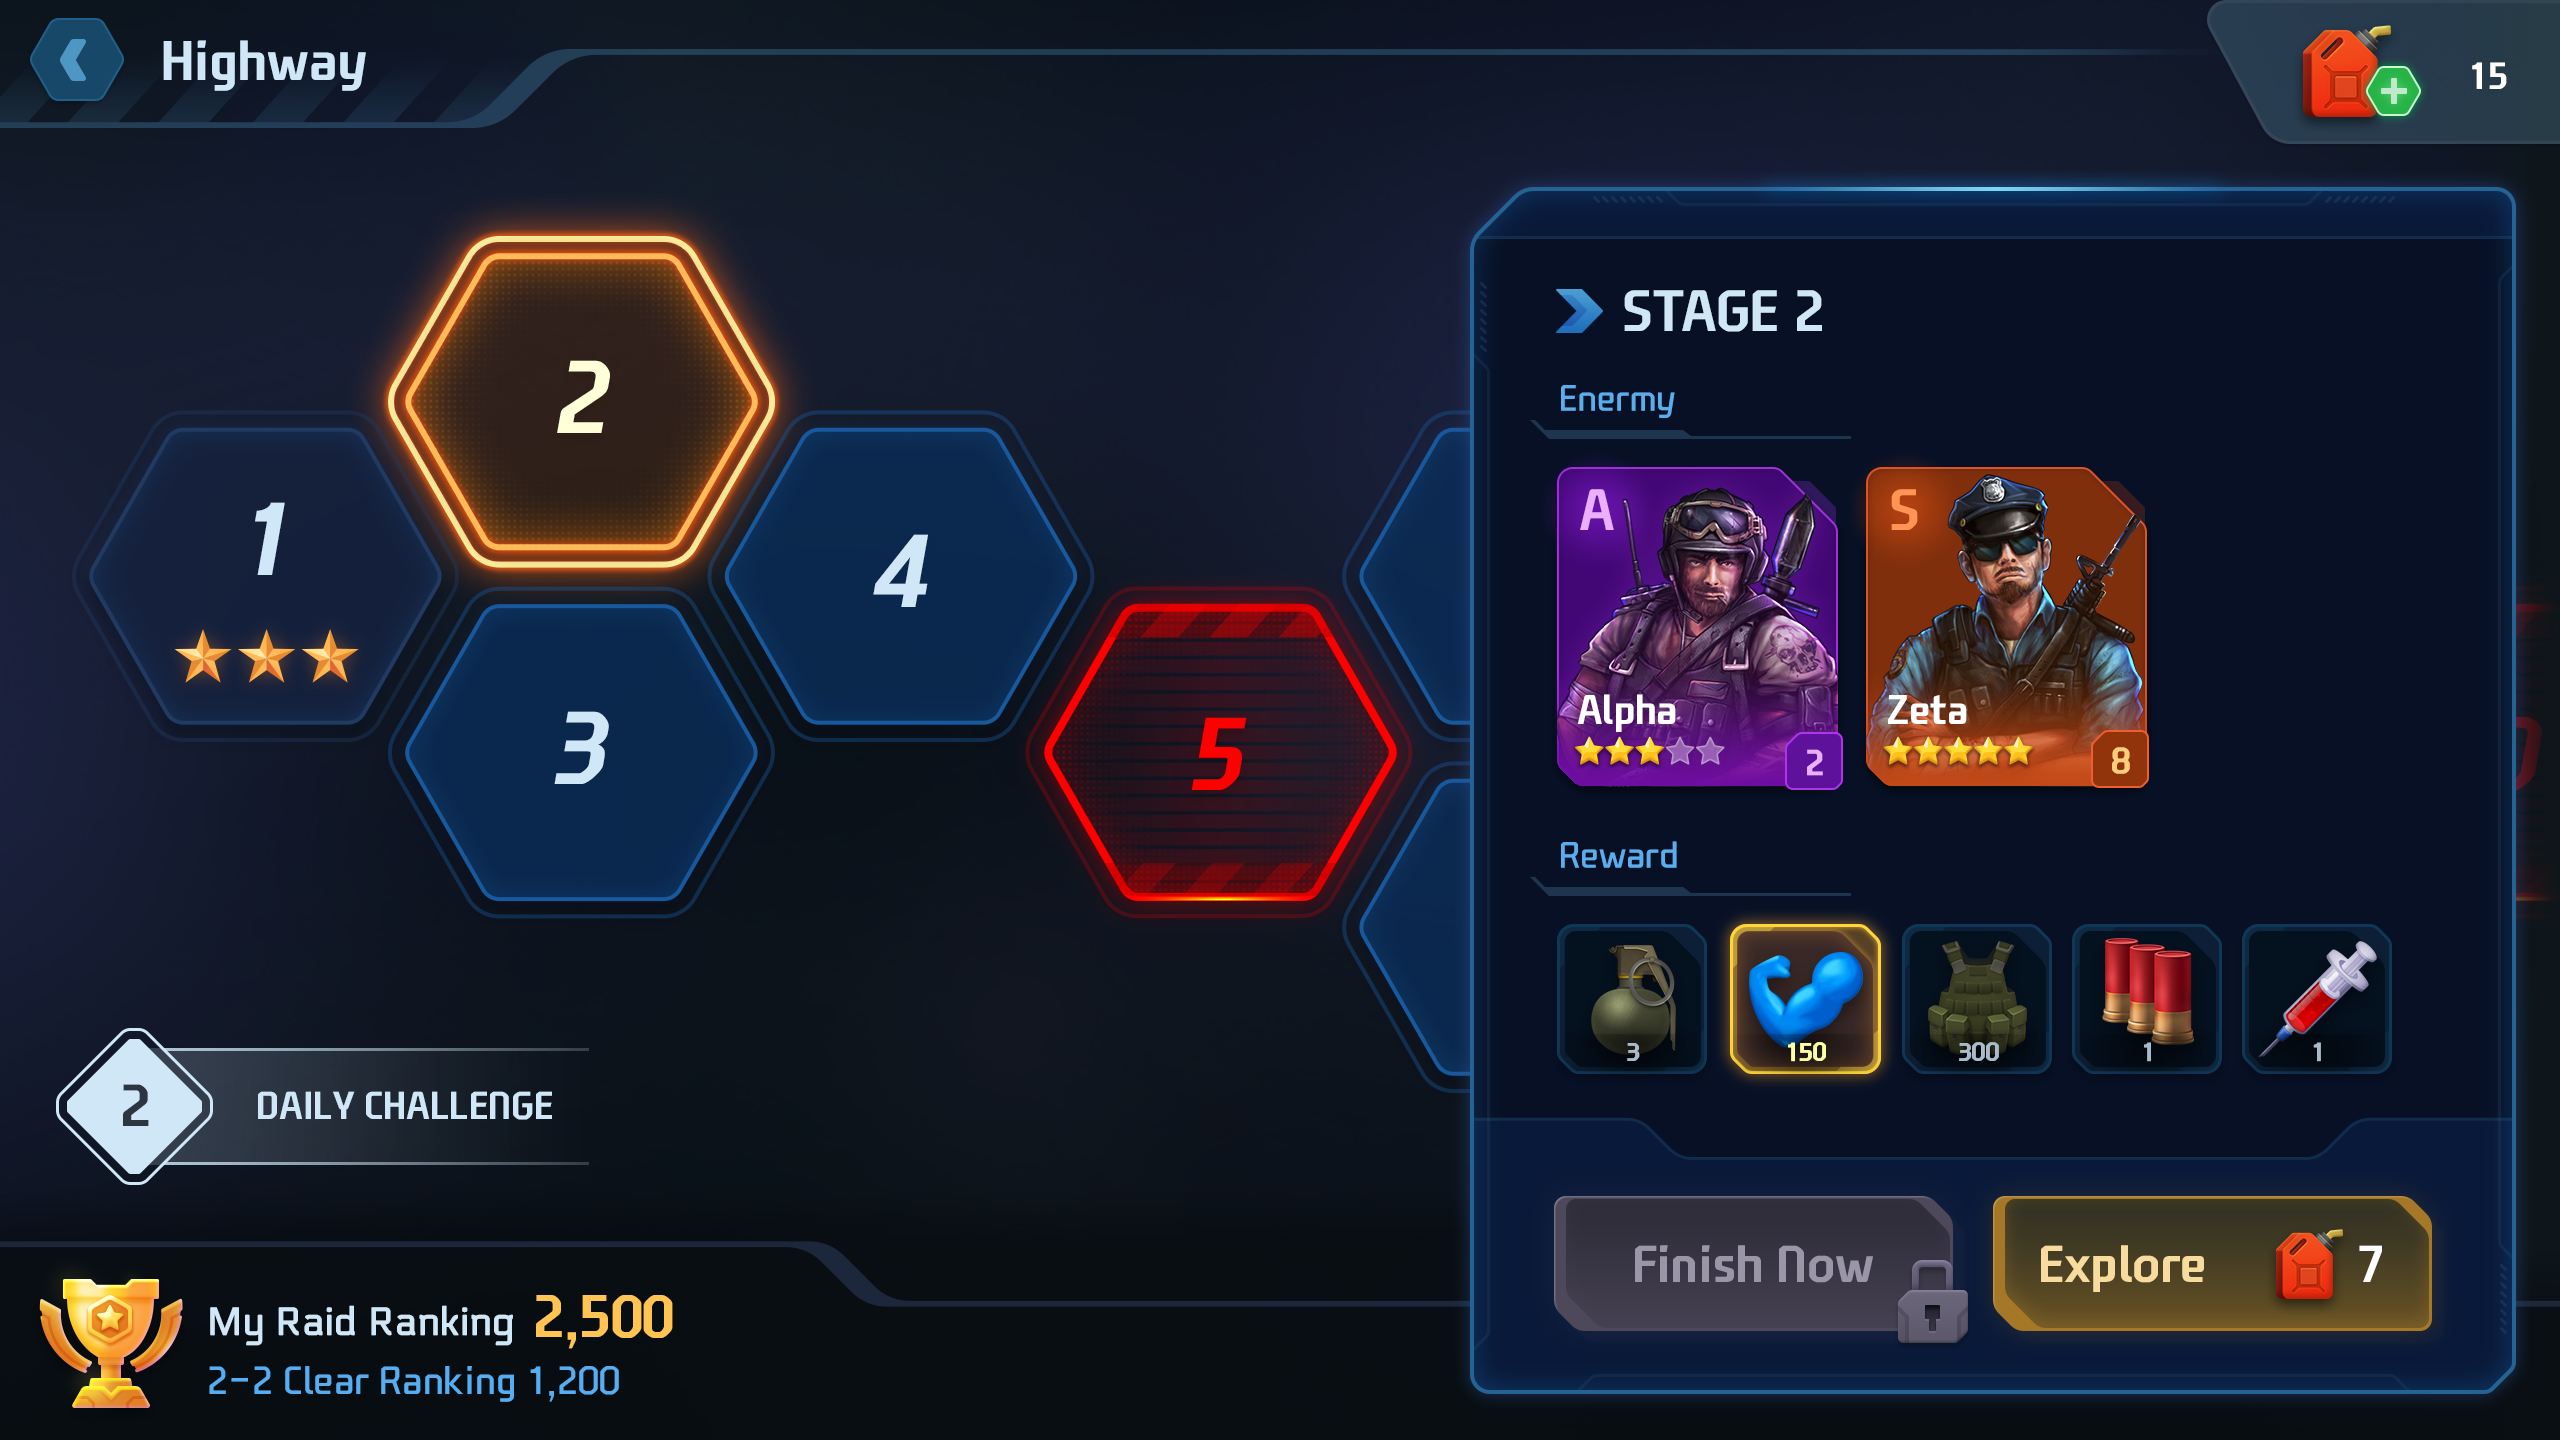 Highway
15
1
2
3
4
5
STAGE 2
Enermy
A
Alpha
2
S
Zeta
8
Reward
3
150
300
1
1
2
DAILY CHALLENGE
Finish Now
Explore 7
My Raid Ranking 2,500
2-2 Clear Ranking 1,200